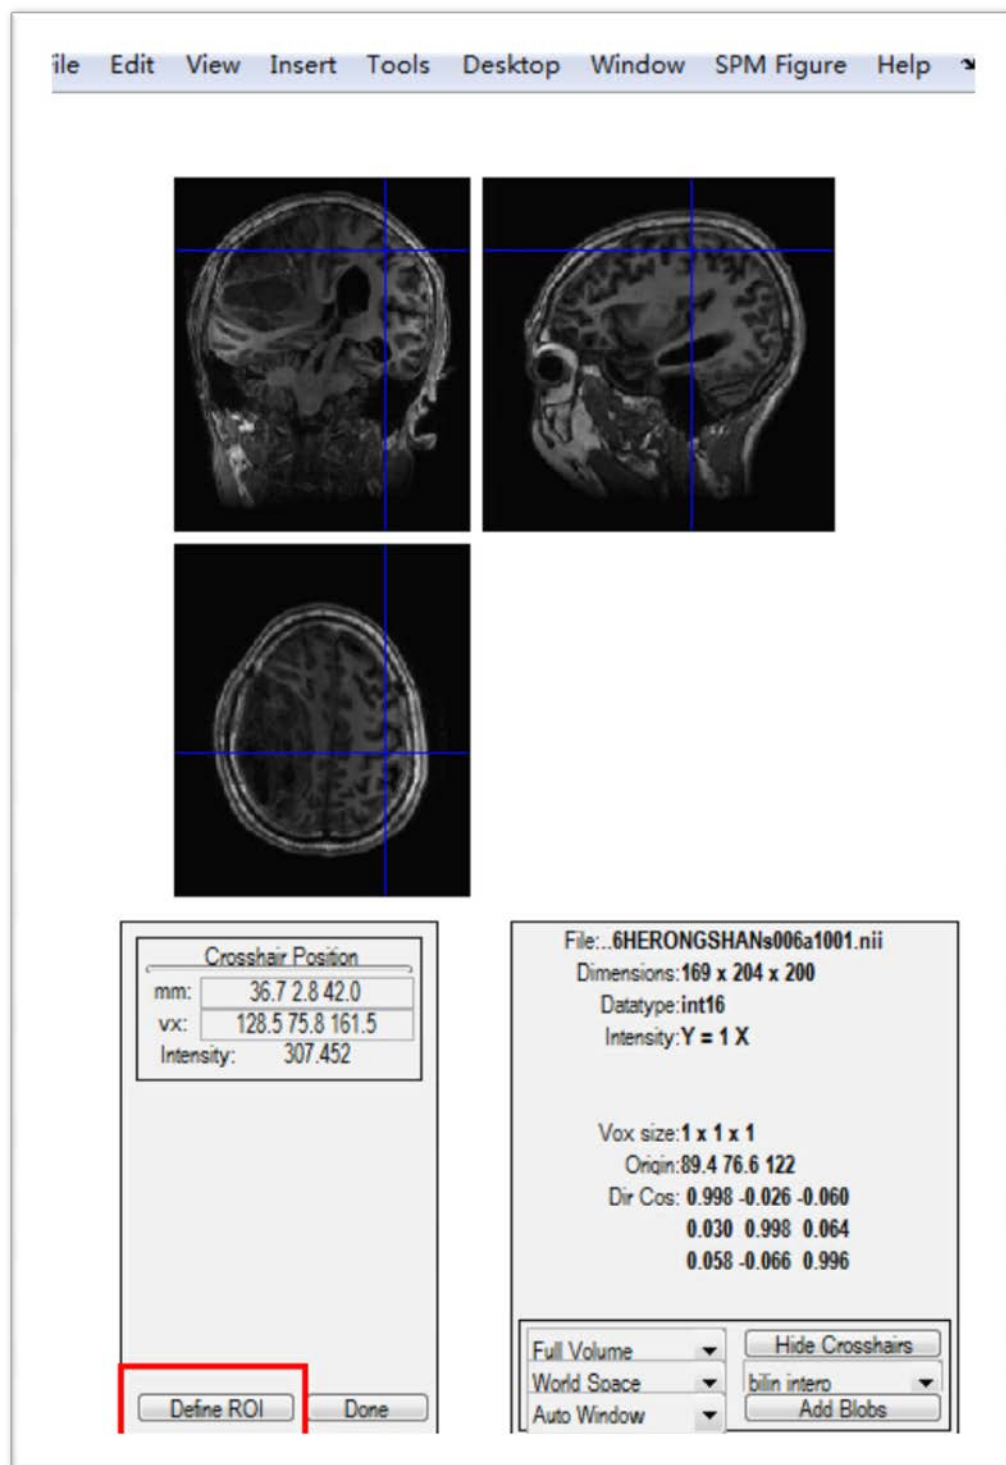 ile Edit View Insert Tools Desktop Window SPM Figure Help
Crosshair Position
mm: 36.7 2.8 42.0
vx: 128.5 75.8 161.5
Intensity: 307.452
Define ROI Done
File:..6HERONGSHANs006a1001.nii
Dimensions:169 x 204 x 200
Datatype:int16
Intensity:Y = 1 X
Vox size:1 x 1 x 1
Origin:89.4 76.6 122
Dir Cos: 0.998 -0.026 -0.060
0.030 0.998 0.064
0.058 -0.066 0.996
Full Volume Hide Crosshairs
World Space bilin interp
Auto Window Add Blobs